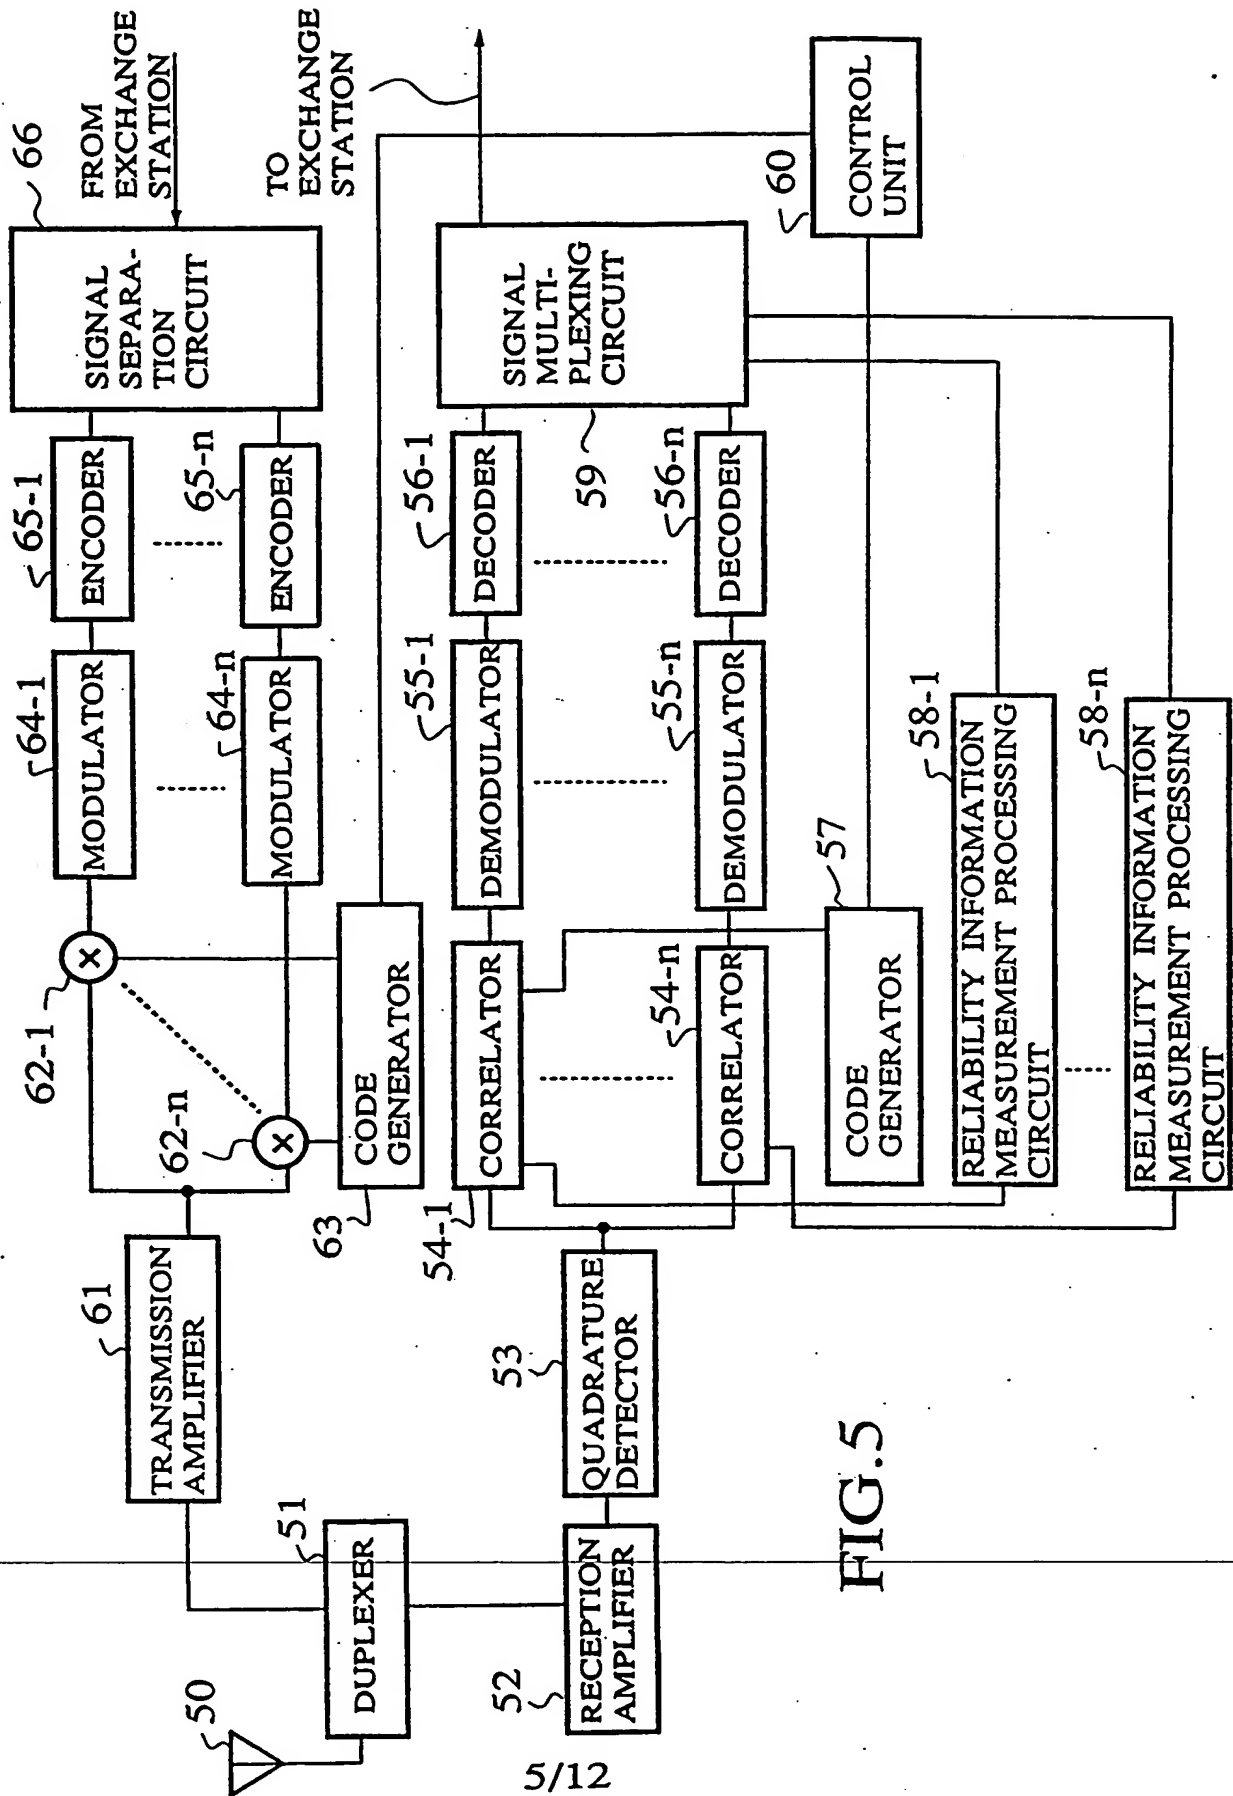 FROM
EXCHANGE
STATION
TO
EXCHANGE
STATION
66
SIGNAL
SEPARA-
TION
CIRCUIT
65-1
ENCODER
65-n
ENCODER
64-1
MODULATOR
64-n
MODULATOR
62-1
×
62-n
×
63
CODE
GENERATOR
61
TRANSMISSION
AMPLIFIER
50
51
DUPLEXER
52
RECEPTION
AMPLIFIER
53
QUADRATURE
DETECTOR
54-1
CORRELATOR
54-n
CORRELATOR
55-1
DEMODULATOR
55-n
DEMODULATOR
56-1
DECODER
56-n
DECODER
59
SIGNAL
MULTI-
PLEXING
CIRCUIT
57
CODE
GENERATOR
60
CONTROL
UNIT
58-1
RELIABILITY INFORMATION
MEASUREMENT PROCESSING
CIRCUIT
58-n
RELIABILITY INFORMATION
MEASUREMENT PROCESSING
CIRCUIT
FIG.5
5/12